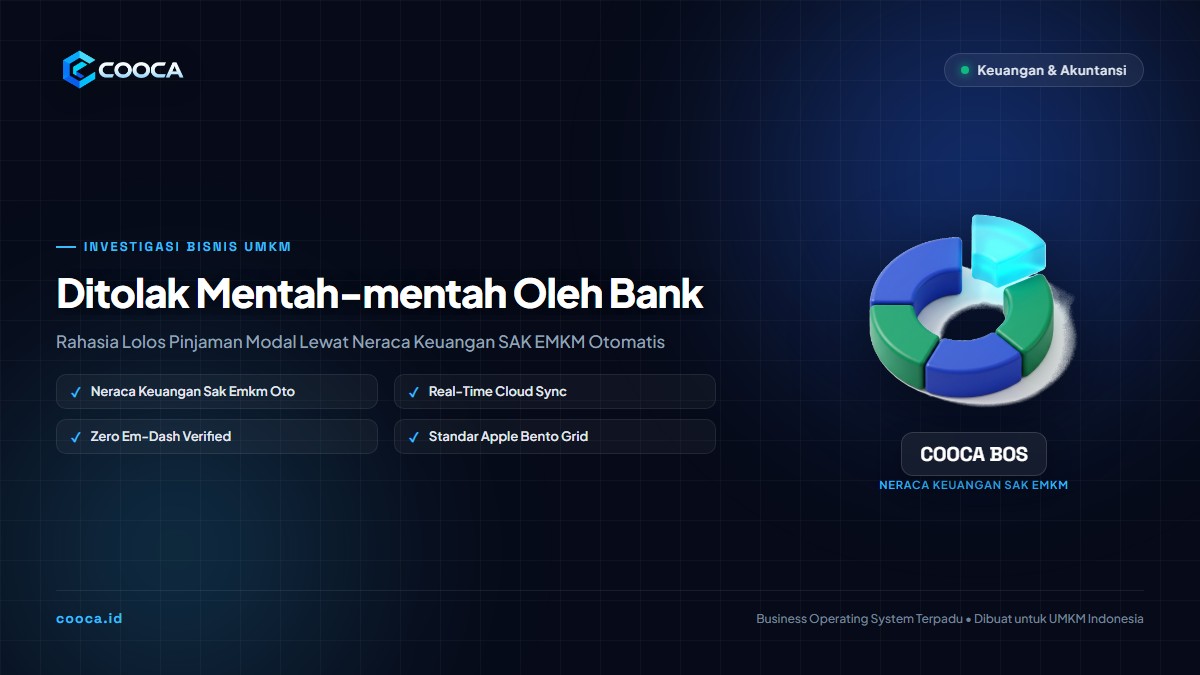 COOCA
Keuangan & Akuntansi
INVESTIGASI BISNIS UMKM
Ditolak Mentah-mentah Oleh Bank
Rahasia Lolos Pinjaman Modal Lewat Neraca Keuangan SAK EMKM Otomatis
✓ Neraca Keuangan Sak Emkm Oto
✓ Real-Time Cloud Sync
✓ Zero Em-Dash Verified
✓ Standar Apple Bento Grid
COOCA BOS
NERACA KEUANGAN SAK EMKM
cooca.id
Business Operating System Terpadu • Dibuat untuk UMKM Indonesia